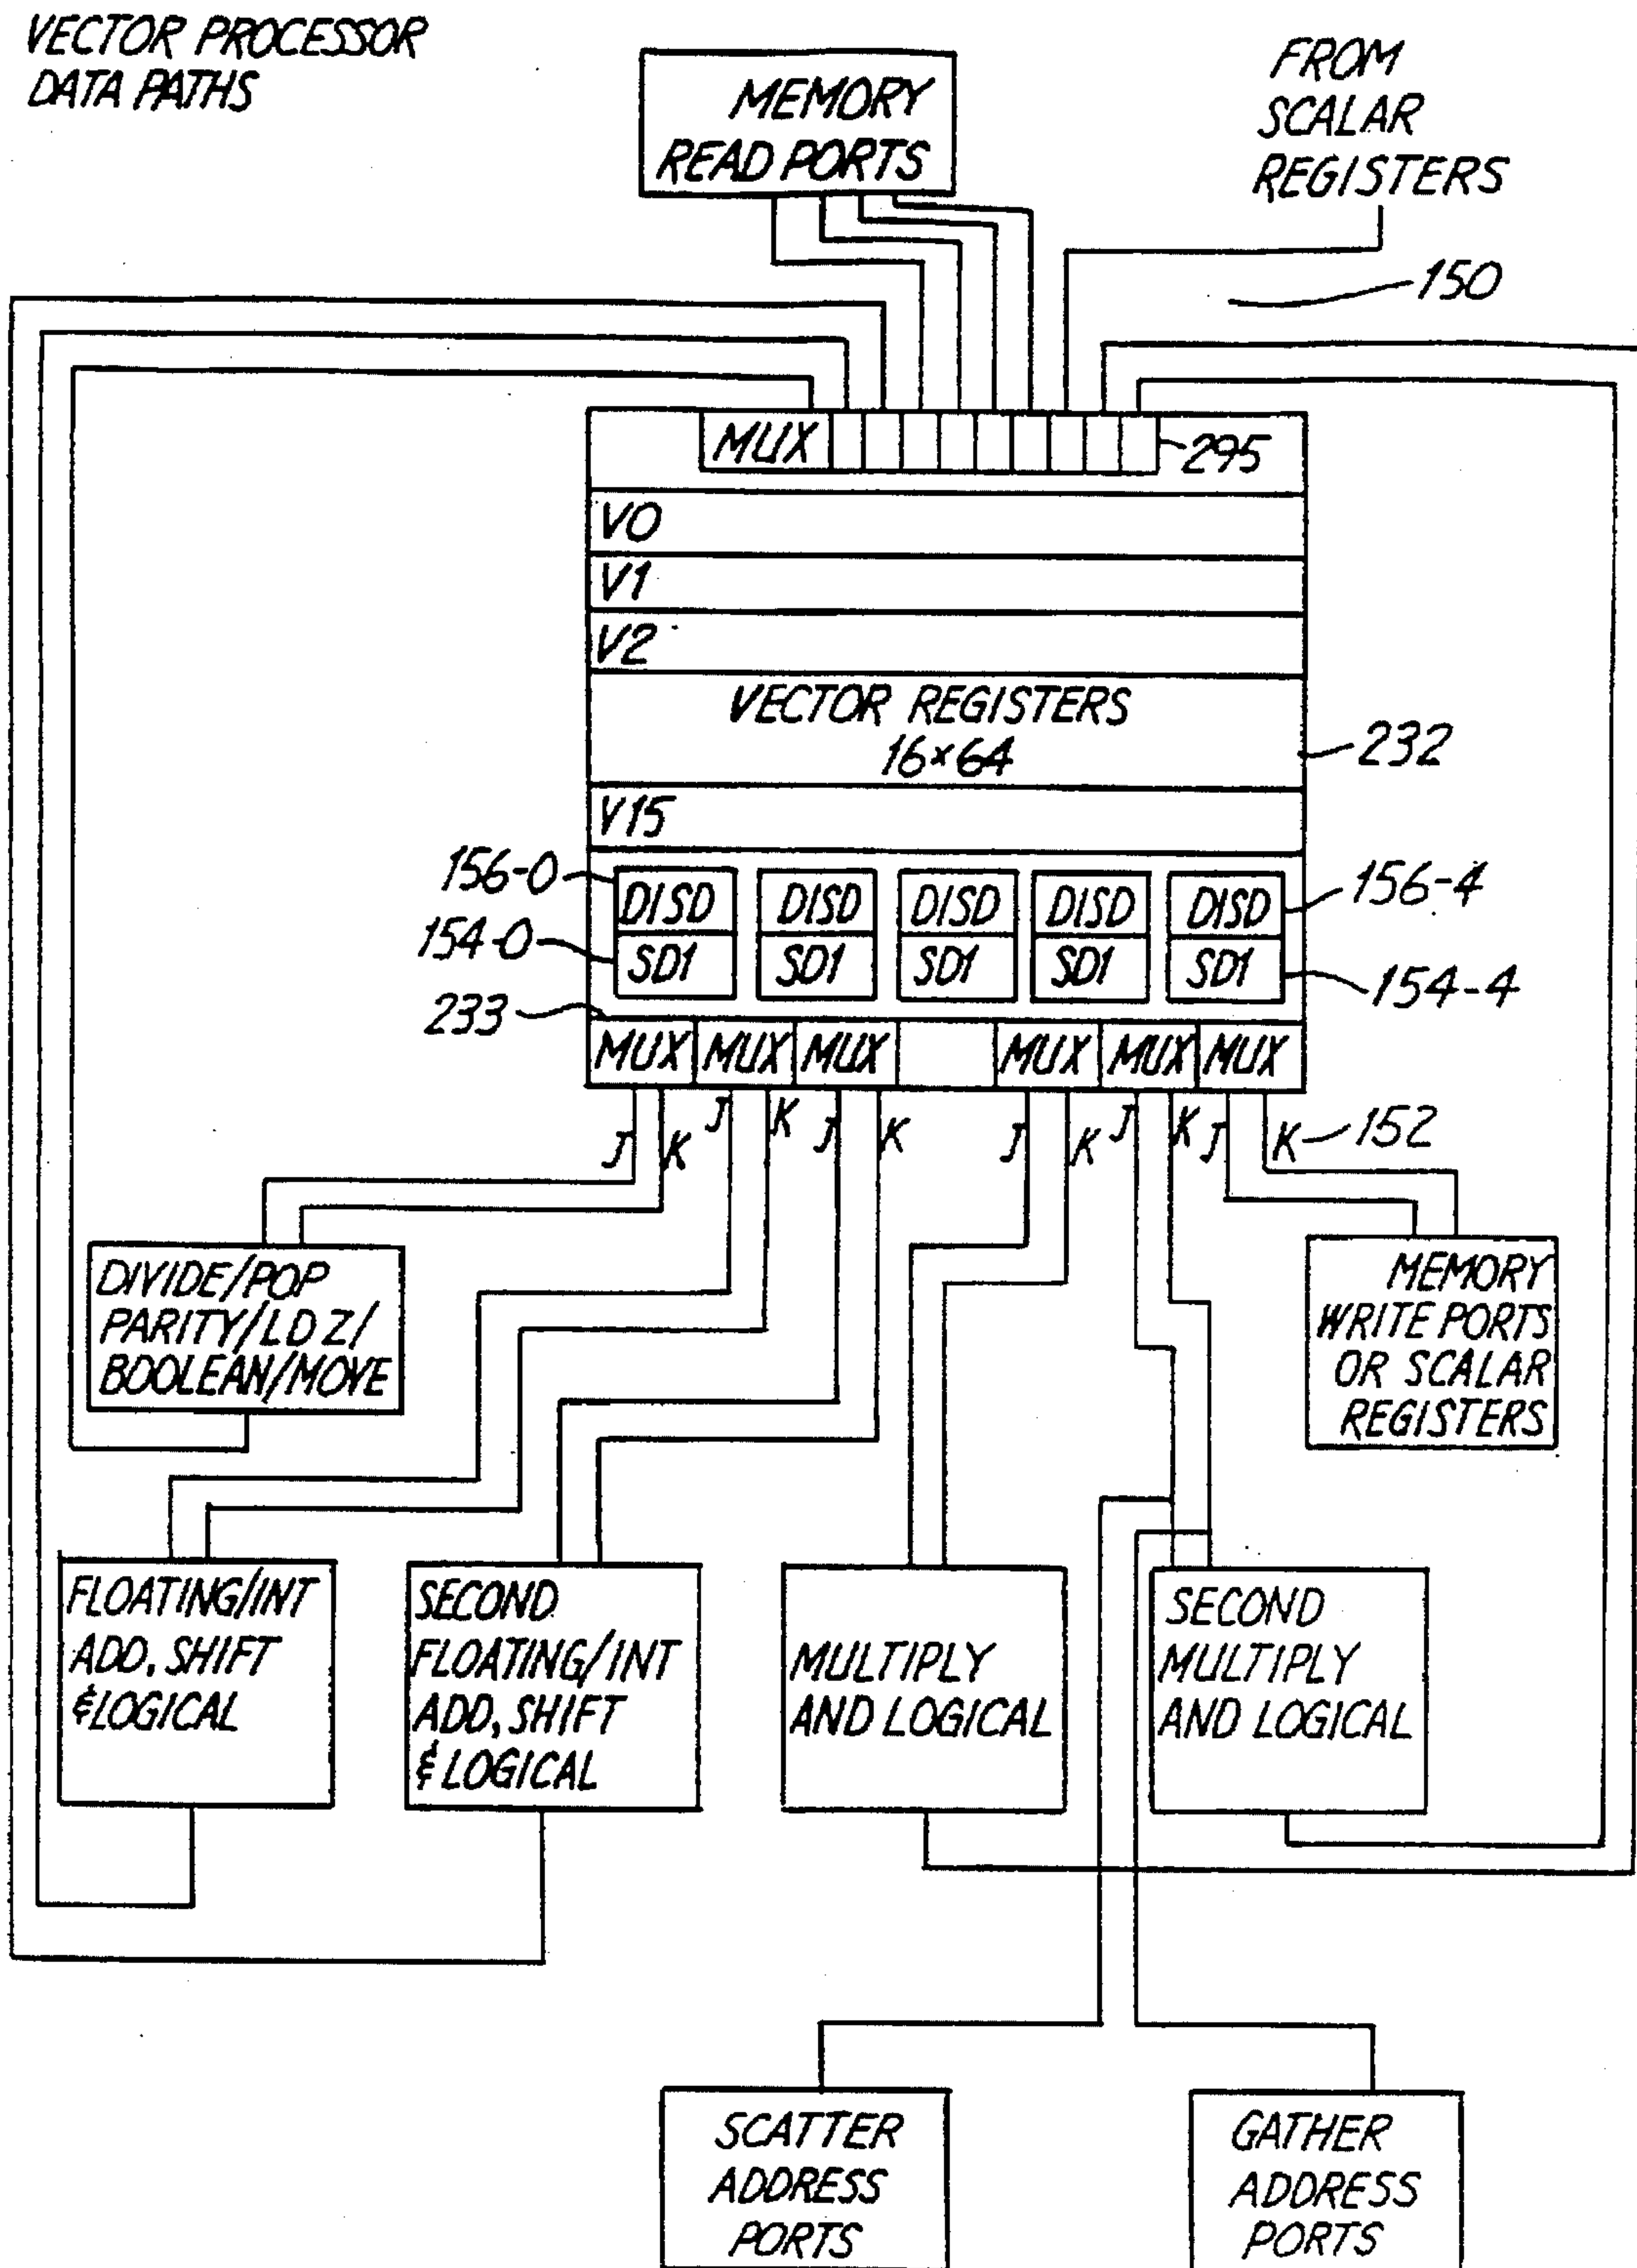 VECTOR PROCESSOR
DATA PATHS
MEMORY
READ PORTS
FROM
SCALAR
REGISTERS
150
MUX
295
V0
V1
V2
VECTOR REGISTERS
16×64
232
V15
156-0
DISD
DISD
DISD
DISD
DISD
156-4
154-0
SD1
SD1
SD1
SD1
SD1
154-4
233
MUX
MUX
MUX
MUX
MUX
MUX
J
K
J
K
J
K
J
K
J
K
J
K
152
DIVIDE/POP
PARITY/LD Z/
BOOLEAN/MOVE
MEMORY
WRITE PORTS
OR SCALAR
REGISTERS
FLOATING/INT
ADD, SHIFT
&LOGICAL
SECOND
FLOATING/INT
ADD, SHIFT
& LOGICAL
MULTIPLY
AND LOGICAL
SECOND
MULTIPLY
AND LOGICAL
SCATTER
ADDRESS
PORTS
GATHER
ADDRESS
PORTS